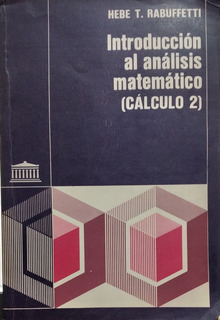 HEBE T. RABUFFETTI
Introducción
al análisis
matemático
(CÁLCULO 2)